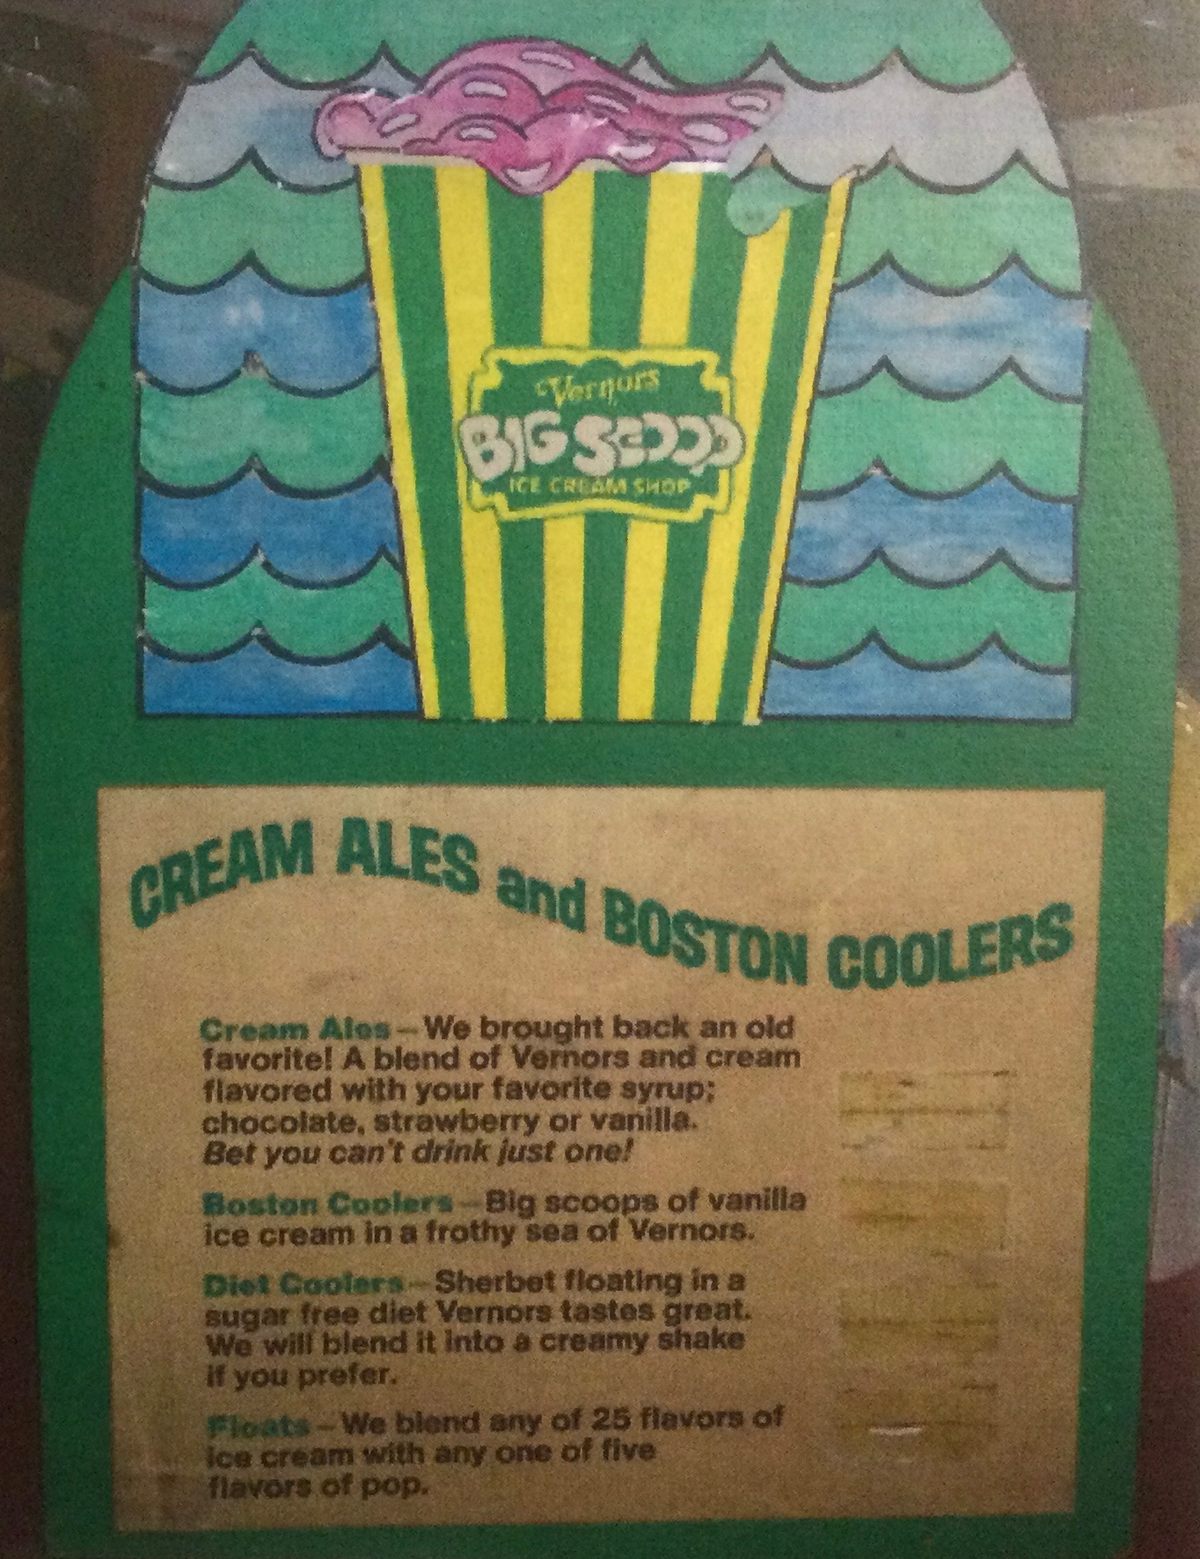 Vernors
BIG SCOOP
ICE CREAM SHOP
CREAM ALES and BOSTON COOLERS
Cream Ales – We brought back an old
favorite! A blend of Vernors and cream
flavored with your favorite syrup;
chocolate, strawberry or vanilla.
Bet you can't drink just one!
Boston Coolers – Big scoops of vanilla
ice cream in a frothy sea of Vernors.
Diet Coolers – Sherbet floating in a
sugar free diet Vernors tastes great.
We will blend it into a creamy shake
if you prefer.
Floats – We blend any of 25 flavors of
ice cream with any one of five
flavors of pop.